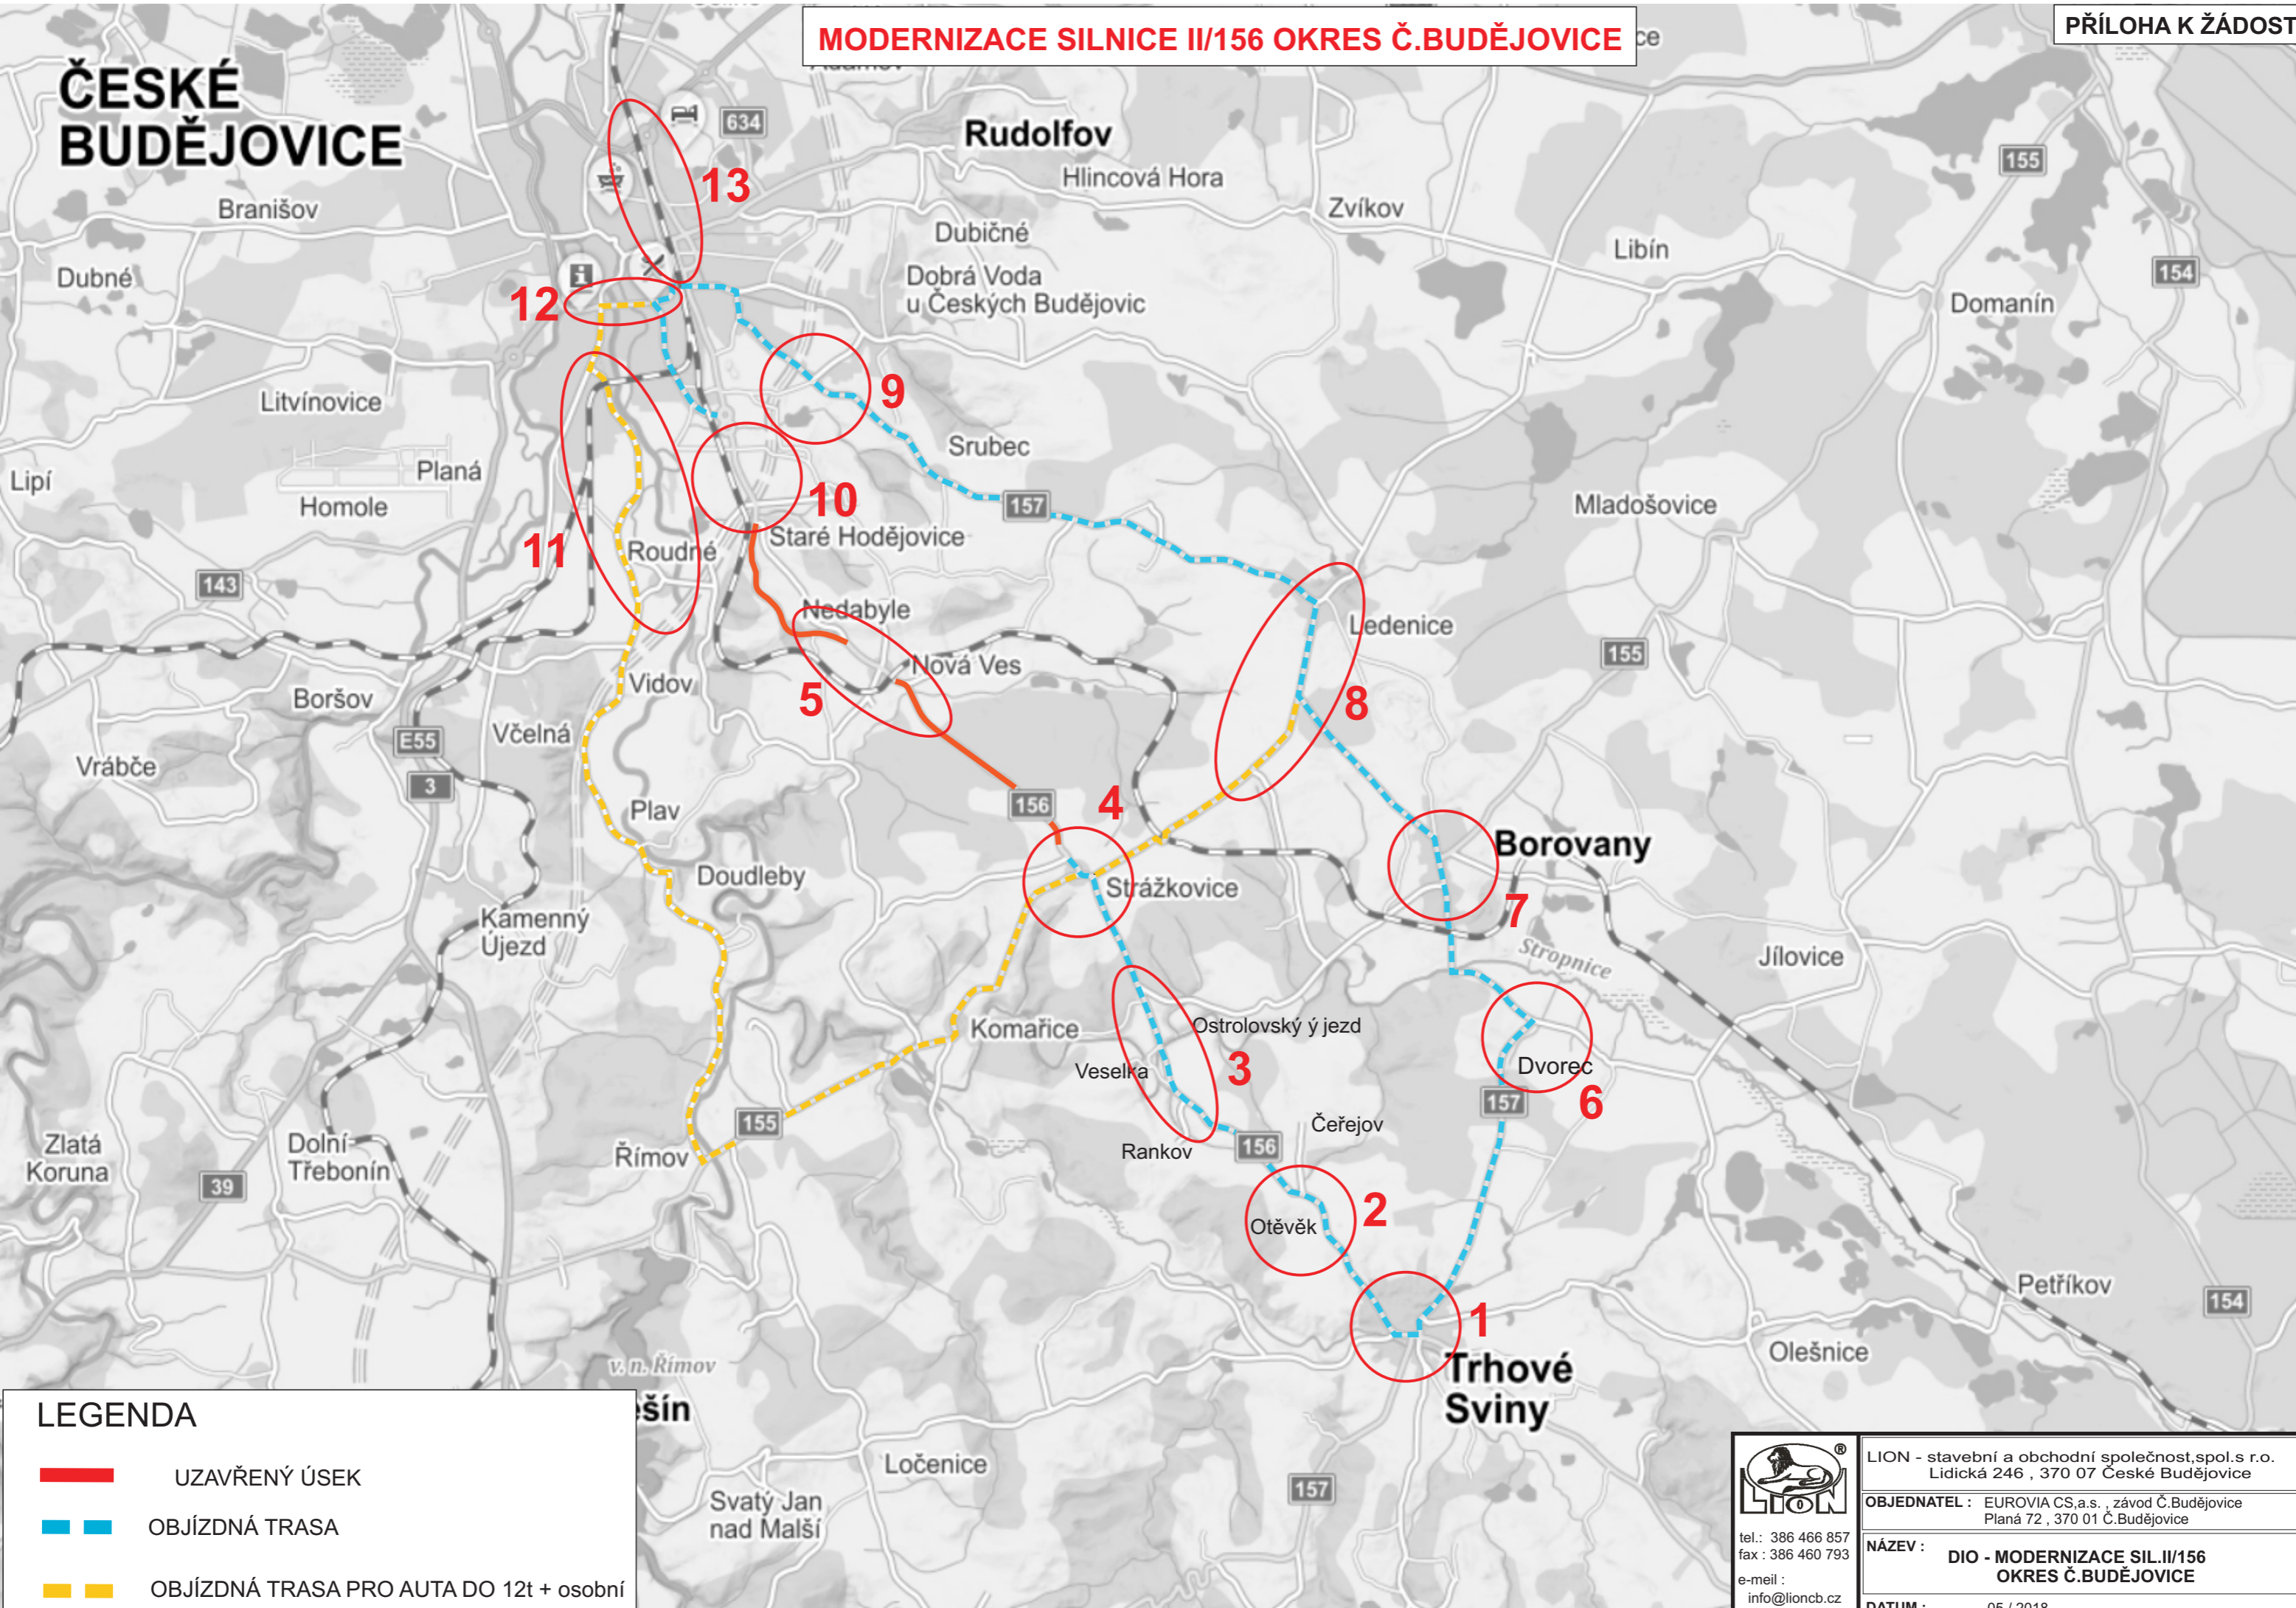 MODERNIZACE SILNICE II/156 OKRES Č.BUDĚJOVICE
PŘÍLOHA K ŽÁDOST
ČESKÉ
BUDĚJOVICE
634
13
Rudolfov
Hlincová Hora
155
Branišov
Zvíkov
Dubičné
Libín
Dubné
Dobrá Voda
u Českých Budějovic
154
Domanín
12
9
Litvínovice
Srubec
Planá
Lipí
Homole
10
157
Mladošovice
11
Roudné
Staré Hodějovice
143
Nedabyle
Ledenice
Nová Ves
155
Vidov
5
8
Boršov
E55
Včelná
Vrábče
3
156
4
Plav
Borovany
Doudleby
Strážkovice
7
Kamenný
Újezd
Stropnice
Jílovice
Komařice
Ostrolovský ý jezd
Veselka
3
Dvorec
157
6
155
Čeřejov
Zlatá
Koruna
Dolní
Třebonín
Římov
Rankov
156
39
Otěvěk
2
Petříkov
154
1
Olešnice
v. n. Římov
Trhové
Sviny
ešín
Ločenice
157
Svatý Jan
nad Malší
LEGENDA
UZAVŘENÝ ÚSEK
OBJÍZDNÁ TRASA
OBJÍZDNÁ TRASA PRO AUTA DO 12t + osobní
LION
®
tel.: 386 466 857
fax : 386 460 793
e-meil :
info@lioncb.cz
LION - stavební a obchodní společnost,spol.s r.o.
Lidická 246 , 370 07 České Budějovice
OBJEDNATEL : EUROVIA CS,a.s. , závod Č.Budějovice
Planá 72 , 370 01 Č.Budějovice
NÁZEV : DIO - MODERNIZACE SIL.II/156
OKRES Č.BUDĚJOVICE
DATUM : 05 / 2018